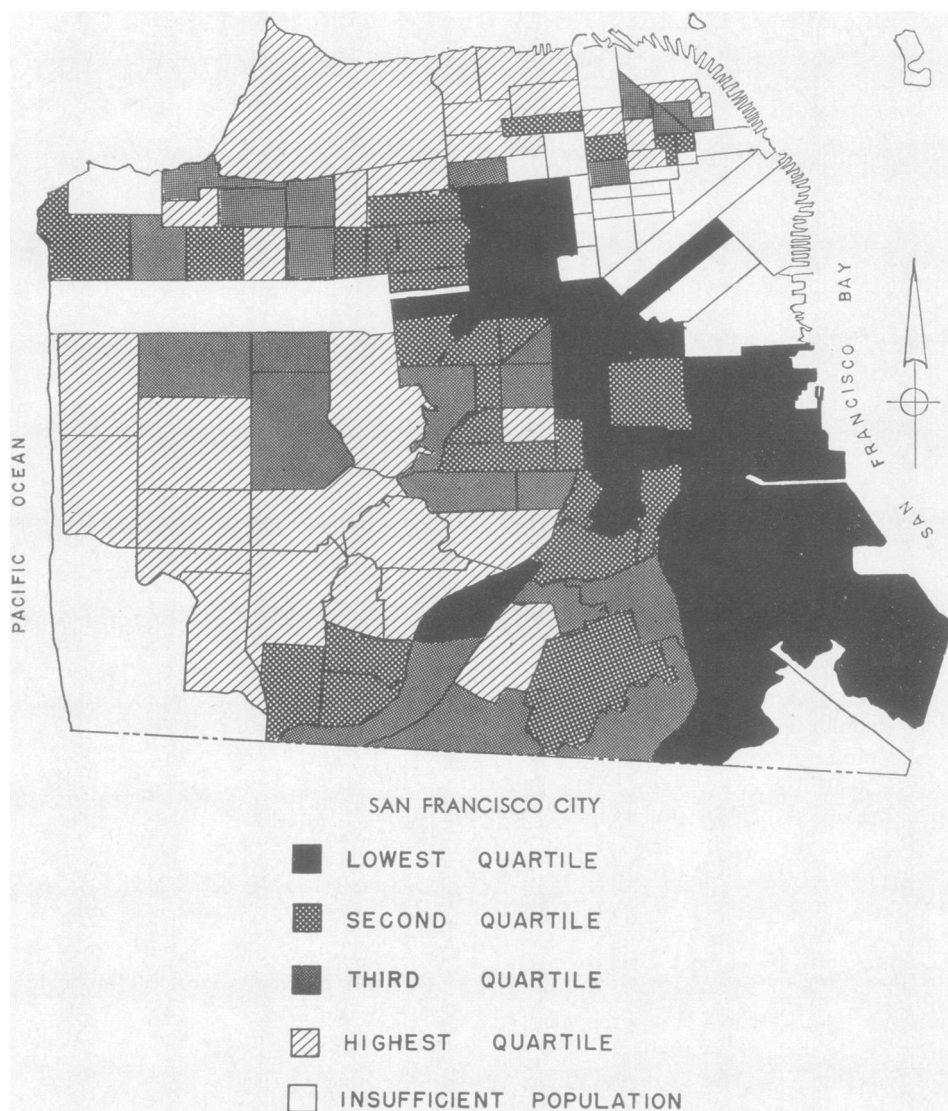 PACIFIC OCEAN
SAN FRANCISCO BAY
SAN FRANCISCO CITY
LOWEST QUARTILE
SECOND QUARTILE
THIRD QUARTILE
HIGHEST QUARTILE
INSUFFICIENT POPULATION